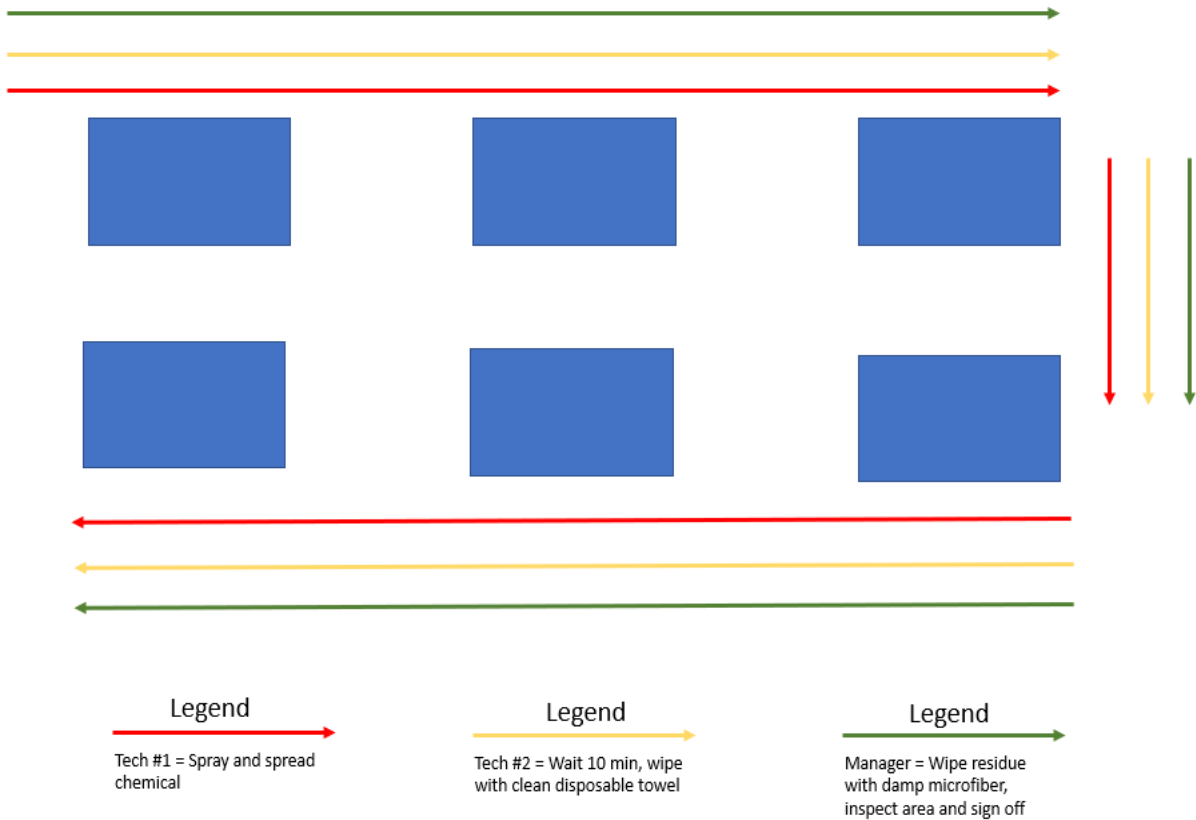 Legend
Tech #1 = Spray and spread
chemical
Legend
Tech #2 = Wait 10 min, wipe
with clean disposable towel
Legend
Manager = Wipe residue
with damp microfiber,
inspect area and sign off